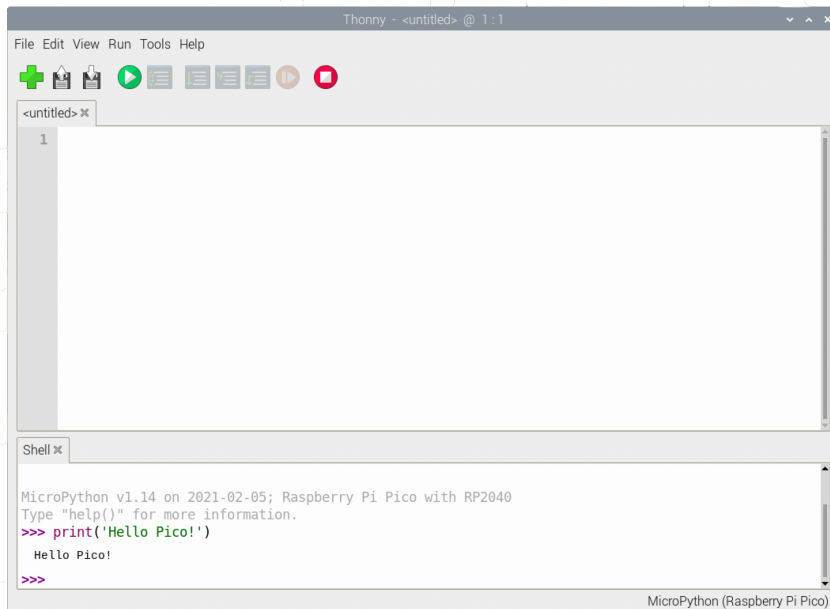 Thonny - <untitled> @ 1:1
File Edit View Run Tools Help
<untitled>
1
Shell
MicroPython v1.14 on 2021-02-05; Raspberry Pi Pico with RP2040
Type "help()" for more information.
>>> print('Hello Pico!')
Hello Pico!
>>>
MicroPython (Raspberry Pi Pico)